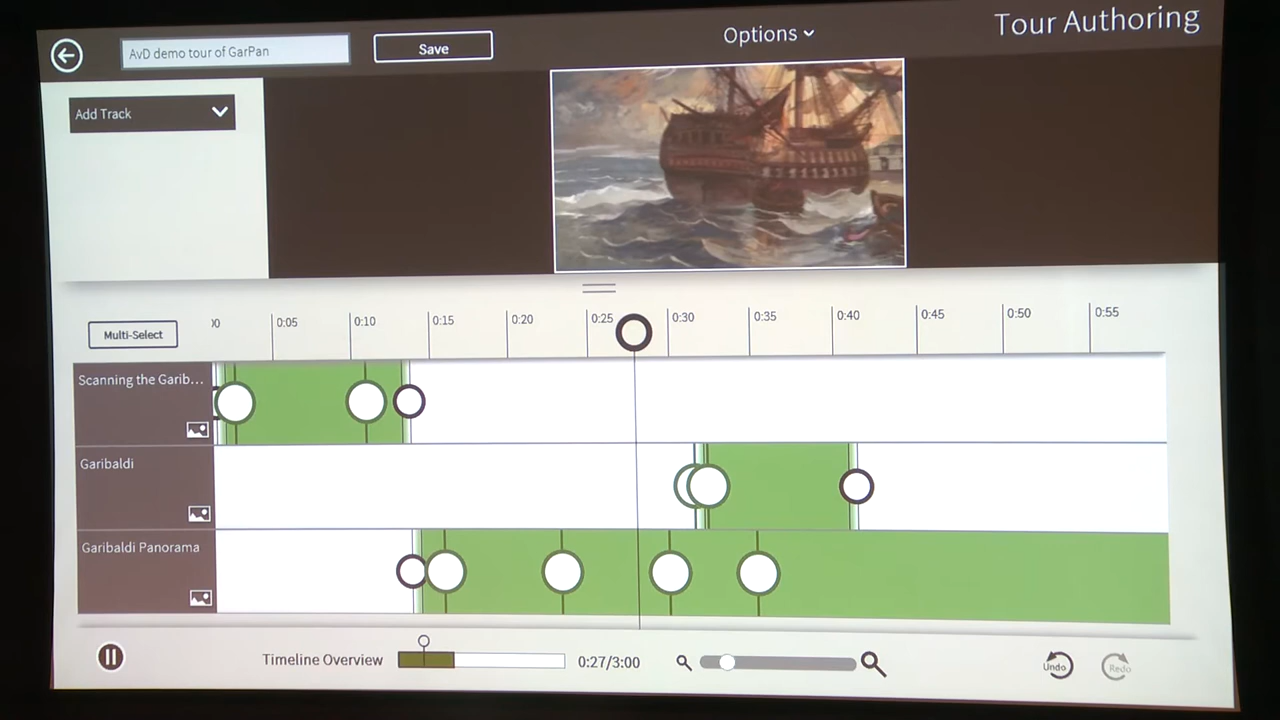 AvD demo tour of GarPan
Save
Options
Tour Authoring
Add Track
Multi-Select
0:05
0:10
0:15
0:20
0:25
0:30
0:35
0:40
0:45
0:50
0:55
Scanning the Garib...
Garibaldi
Garibaldi Panorama
Timeline Overview
0:27/3:00
Undo
Redo